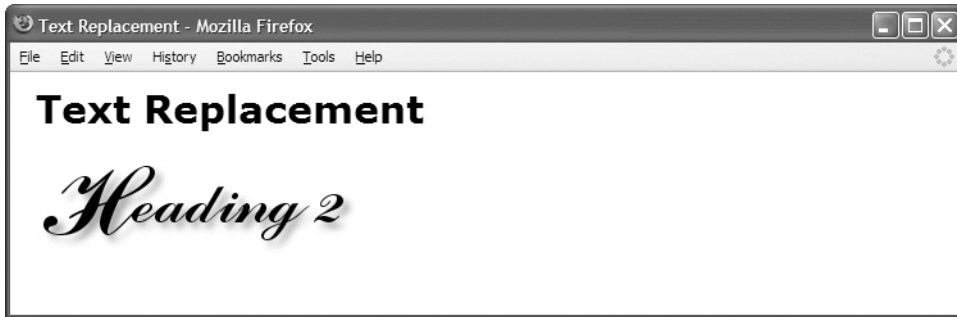 Text Replacement - Mozilla Firefox
File Edit View History Bookmarks Tools Help
Text Replacement
Heading 2